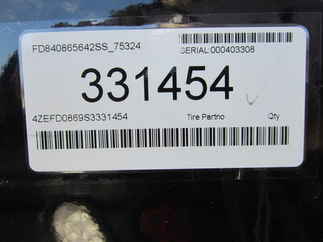 FD840865642SS_75324
SERIAL 000403308
331454
4ZEFD0869S3331454 Tire Partno Qty